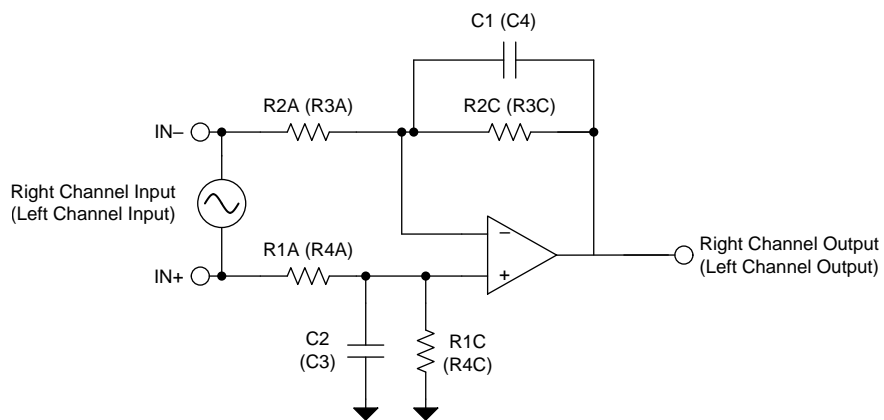 C1 (C4)
R2A (R3A)
R2C (R3C)
IN–
Right Channel Input
(Left Channel Input)
–
R1A (R4A)
Right Channel Output
(Left Channel Output)
IN+
+
C2
(C3)
R1C
(R4C)